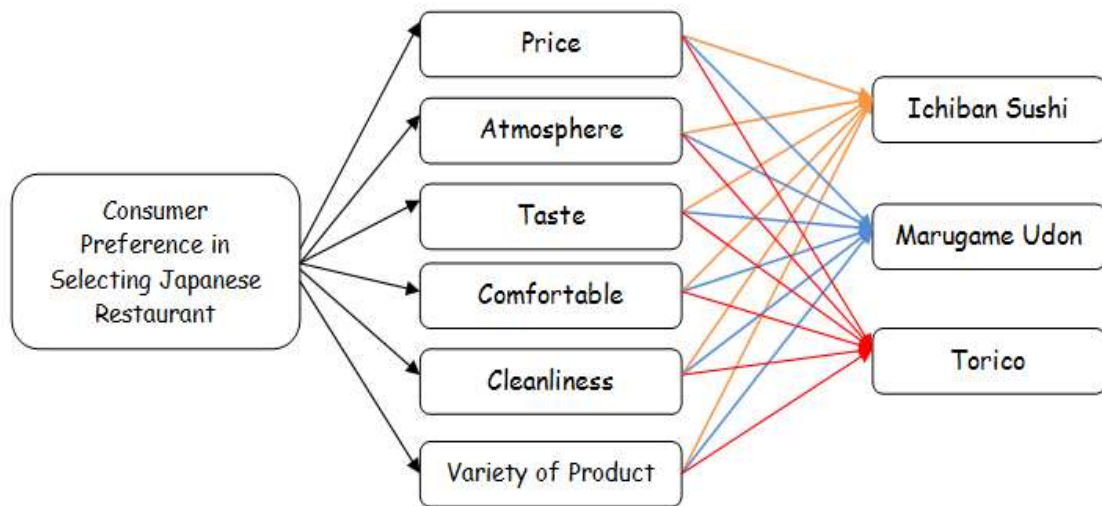 Consumer
Preference in
Selecting Japanese
Restaurant
Price
Atmosphere
Taste
Comfortable
Cleanliness
Variety of Product
Ichiban Sushi
Marugame Udon
Torico